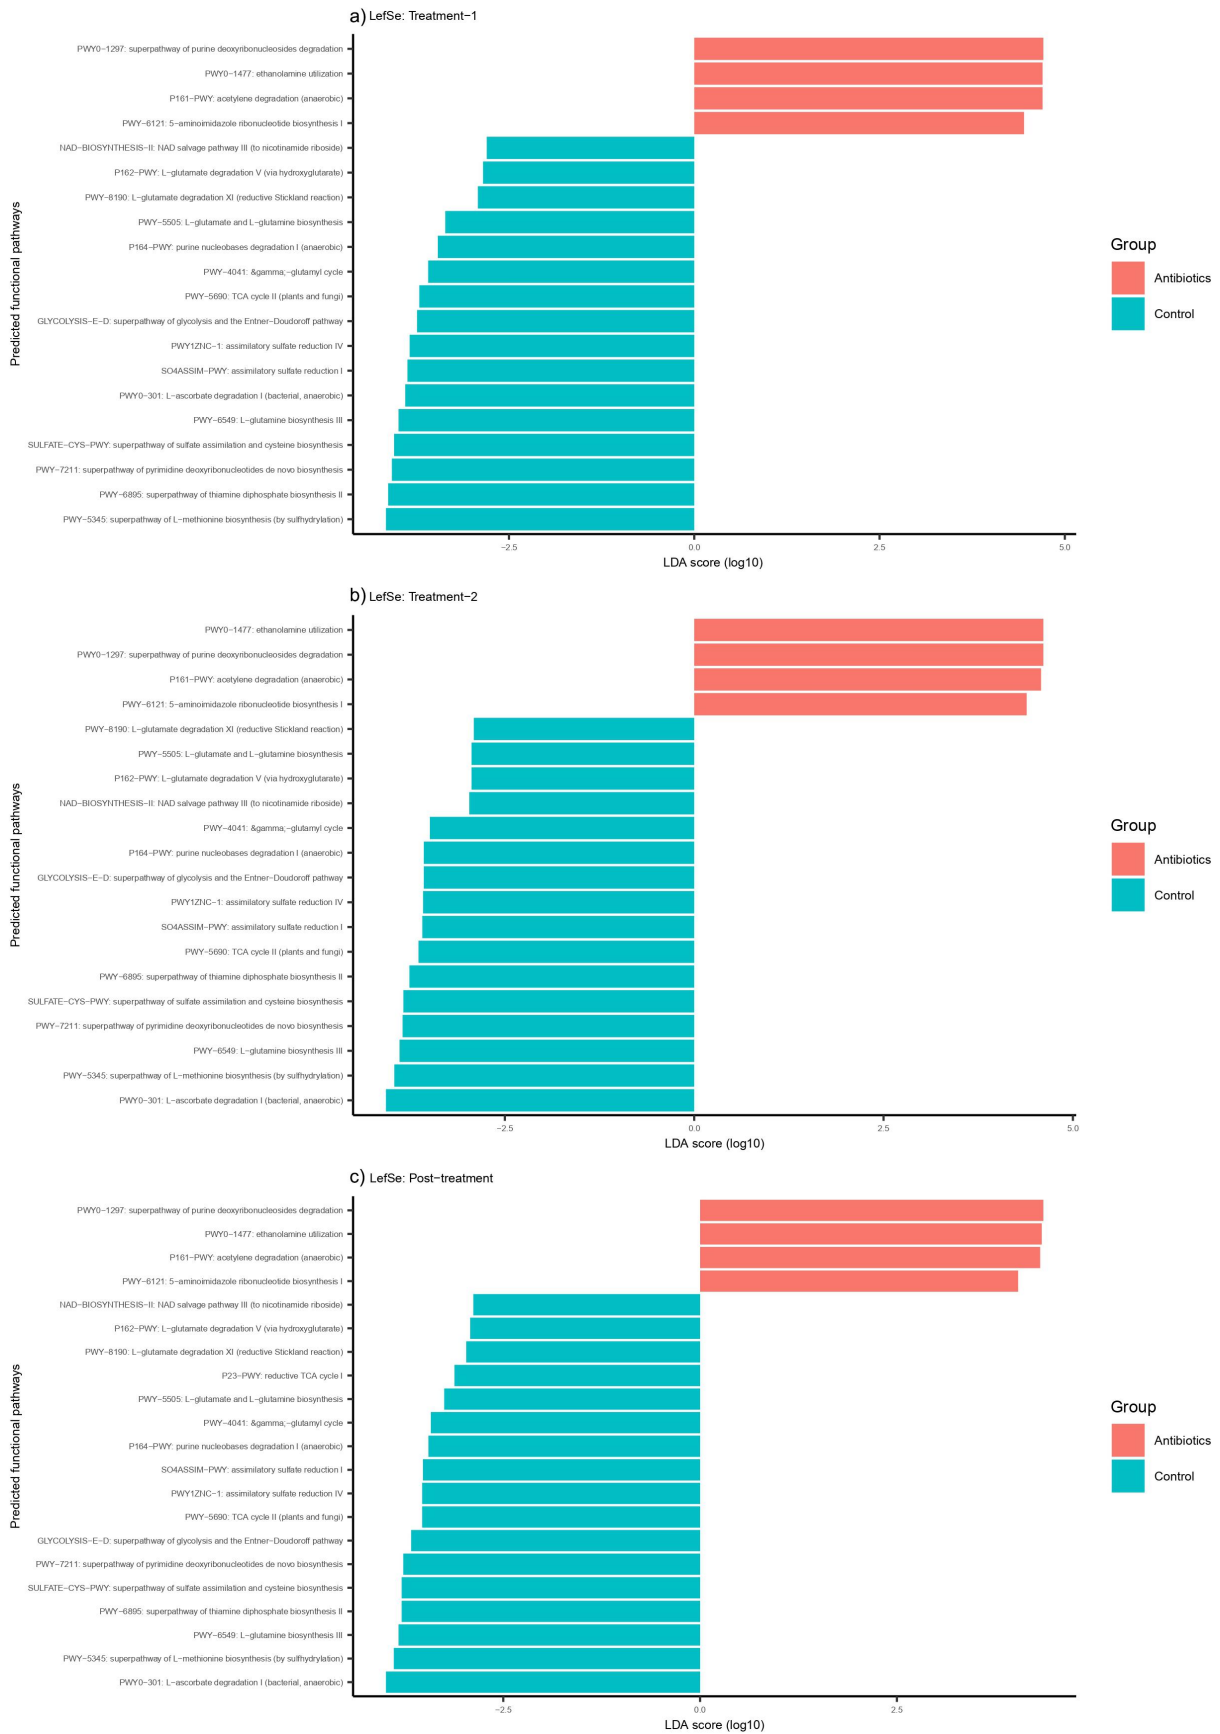 a) LefSe: Treatment−1
PWY0−1297: superpathway of purine deoxyribonucleosides degradation
PWY0−1477: ethanolamine utilization
P161−PWY: acetylene degradation (anaerobic)
PWY−6121: 5−aminoimidazole ribonucleotide biosynthesis I
NAD−BIOSYNTHESIS−II: NAD salvage pathway III (to nicotinamide riboside)
P162−PWY: L−glutamate degradation V (via hydroxyglutarate)
PWY−8190: L−glutamate degradation XI (reductive Stickland reaction)
PWY−5505: L−glutamate and L−glutamine biosynthesis
P164−PWY: purine nucleobases degradation I (anaerobic)
PWY−4041: &gamma;−glutamyl cycle
PWY−5690: TCA cycle II (plants and fungi)
GLYCOLYSIS−E−D: superpathway of glycolysis and the Entner−Doudoroff pathway
PWY1ZNC−1: assimilatory sulfate reduction IV
SO4ASSIM−PWY: assimilatory sulfate reduction I
PWY0−301: L−ascorbate degradation I (bacterial, anaerobic)
PWY−6549: L−glutamine biosynthesis III
SULFATE−CYS−PWY: superpathway of sulfate assimilation and cysteine biosynthesis
PWY−7211: superpathway of pyrimidine deoxyribonucleotides de novo biosynthesis
PWY−6895: superpathway of thiamine diphosphate biosynthesis II
PWY−5345: superpathway of L−methionine biosynthesis (by sulfhydrylation)
Predicted functional pathways
−2.5 0.0 2.5 5.0
LDA score (log10)
Group
Antibiotics
Control
b) LefSe: Treatment−2
PWY0−1477: ethanolamine utilization
PWY0−1297: superpathway of purine deoxyribonucleosides degradation
P161−PWY: acetylene degradation (anaerobic)
PWY−6121: 5−aminoimidazole ribonucleotide biosynthesis I
PWY−8190: L−glutamate degradation XI (reductive Stickland reaction)
PWY−5505: L−glutamate and L−glutamine biosynthesis
P162−PWY: L−glutamate degradation V (via hydroxyglutarate)
NAD−BIOSYNTHESIS−II: NAD salvage pathway III (to nicotinamide riboside)
PWY−4041: &gamma;−glutamyl cycle
P164−PWY: purine nucleobases degradation I (anaerobic)
GLYCOLYSIS−E−D: superpathway of glycolysis and the Entner−Doudoroff pathway
PWY1ZNC−1: assimilatory sulfate reduction IV
SO4ASSIM−PWY: assimilatory sulfate reduction I
PWY−5690: TCA cycle II (plants and fungi)
PWY−6895: superpathway of thiamine diphosphate biosynthesis II
SULFATE−CYS−PWY: superpathway of sulfate assimilation and cysteine biosynthesis
PWY−7211: superpathway of pyrimidine deoxyribonucleotides de novo biosynthesis
PWY−6549: L−glutamine biosynthesis III
PWY−5345: superpathway of L−methionine biosynthesis (by sulfhydrylation)
PWY0−301: L−ascorbate degradation I (bacterial, anaerobic)
Predicted functional pathways
−2.5 0.0 2.5 5.0
LDA score (log10)
Group
Antibiotics
Control
c) LefSe: Post−treatment
PWY0−1297: superpathway of purine deoxyribonucleosides degradation
PWY0−1477: ethanolamine utilization
P161−PWY: acetylene degradation (anaerobic)
PWY−6121: 5−aminoimidazole ribonucleotide biosynthesis I
NAD−BIOSYNTHESIS−II: NAD salvage pathway III (to nicotinamide riboside)
P162−PWY: L−glutamate degradation V (via hydroxyglutarate)
PWY−8190: L−glutamate degradation XI (reductive Stickland reaction)
P23−PWY: reductive TCA cycle I
PWY−5505: L−glutamate and L−glutamine biosynthesis
PWY−4041: &gamma;−glutamyl cycle
P164−PWY: purine nucleobases degradation I (anaerobic)
SO4ASSIM−PWY: assimilatory sulfate reduction I
PWY1ZNC−1: assimilatory sulfate reduction IV
PWY−5690: TCA cycle II (plants and fungi)
GLYCOLYSIS−E−D: superpathway of glycolysis and the Entner−Doudoroff pathway
PWY−7211: superpathway of pyrimidine deoxyribonucleotides de novo biosynthesis
SULFATE−CYS−PWY: superpathway of sulfate assimilation and cysteine biosynthesis
PWY−6895: superpathway of thiamine diphosphate biosynthesis II
PWY−6549: L−glutamine biosynthesis III
PWY−5345: superpathway of L−methionine biosynthesis (by sulfhydrylation)
PWY0−301: L−ascorbate degradation I (bacterial, anaerobic)
Predicted functional pathways
−2.5 0.0 2.5
LDA score (log10)
Group
Antibiotics
Control